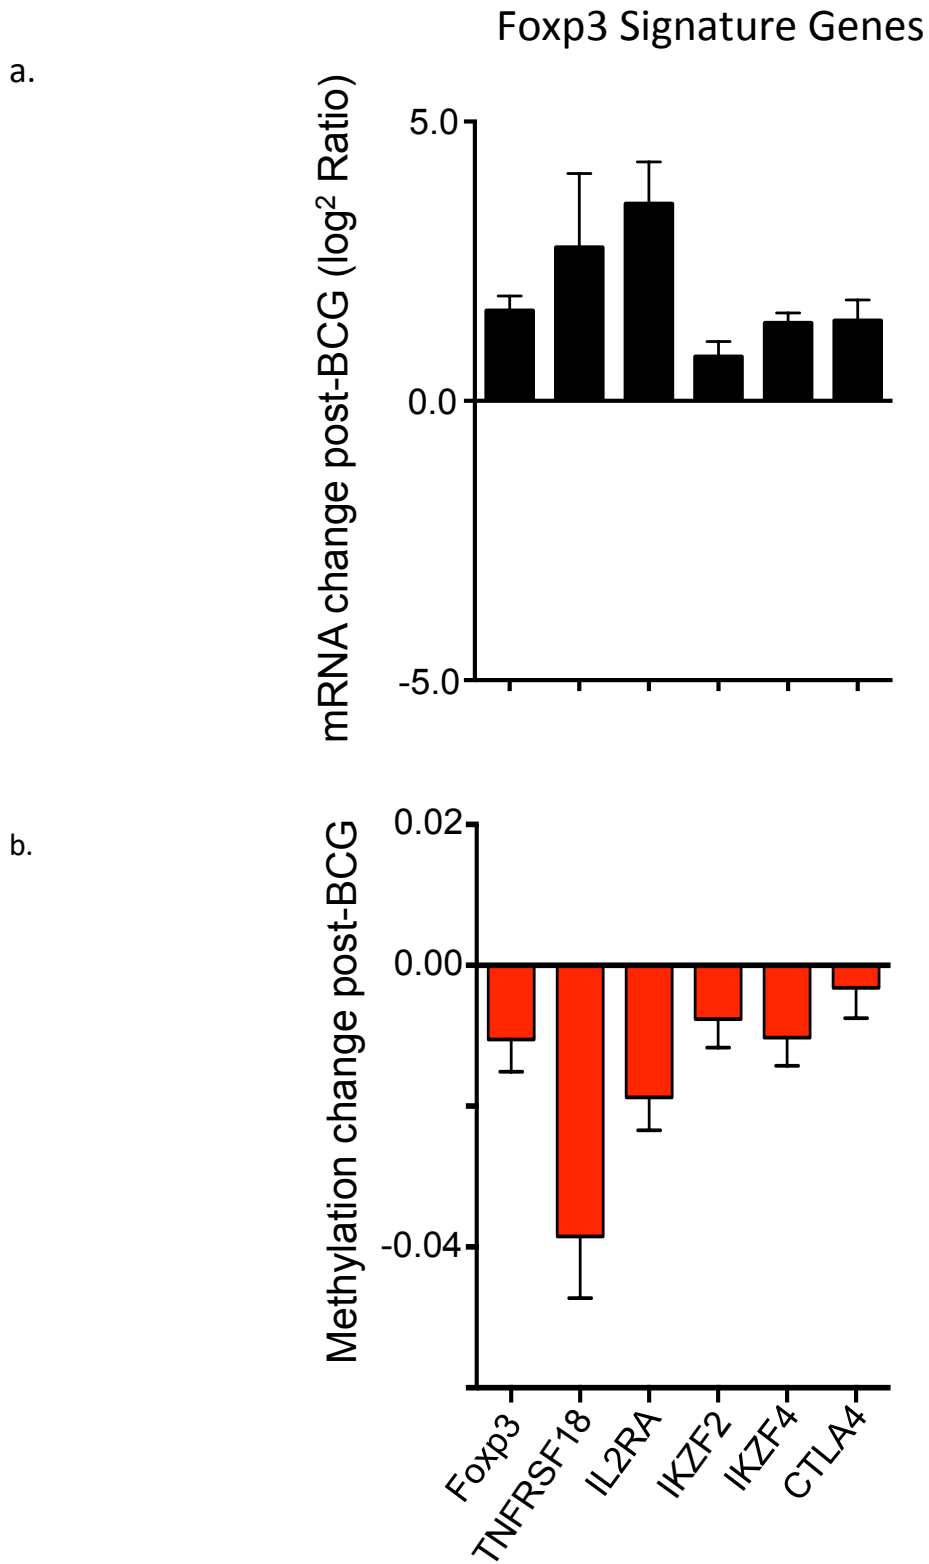 Foxp3 Signature Genes
a.
mRNA change post-BCG (log² Ratio)
5.0
0.0
-5.0
b.
Methylation change post-BCG
0.02
0.00
-0.04
Foxp3
TNFRSF18
IL2RA
IKZF2
IKZF4
CTLA4